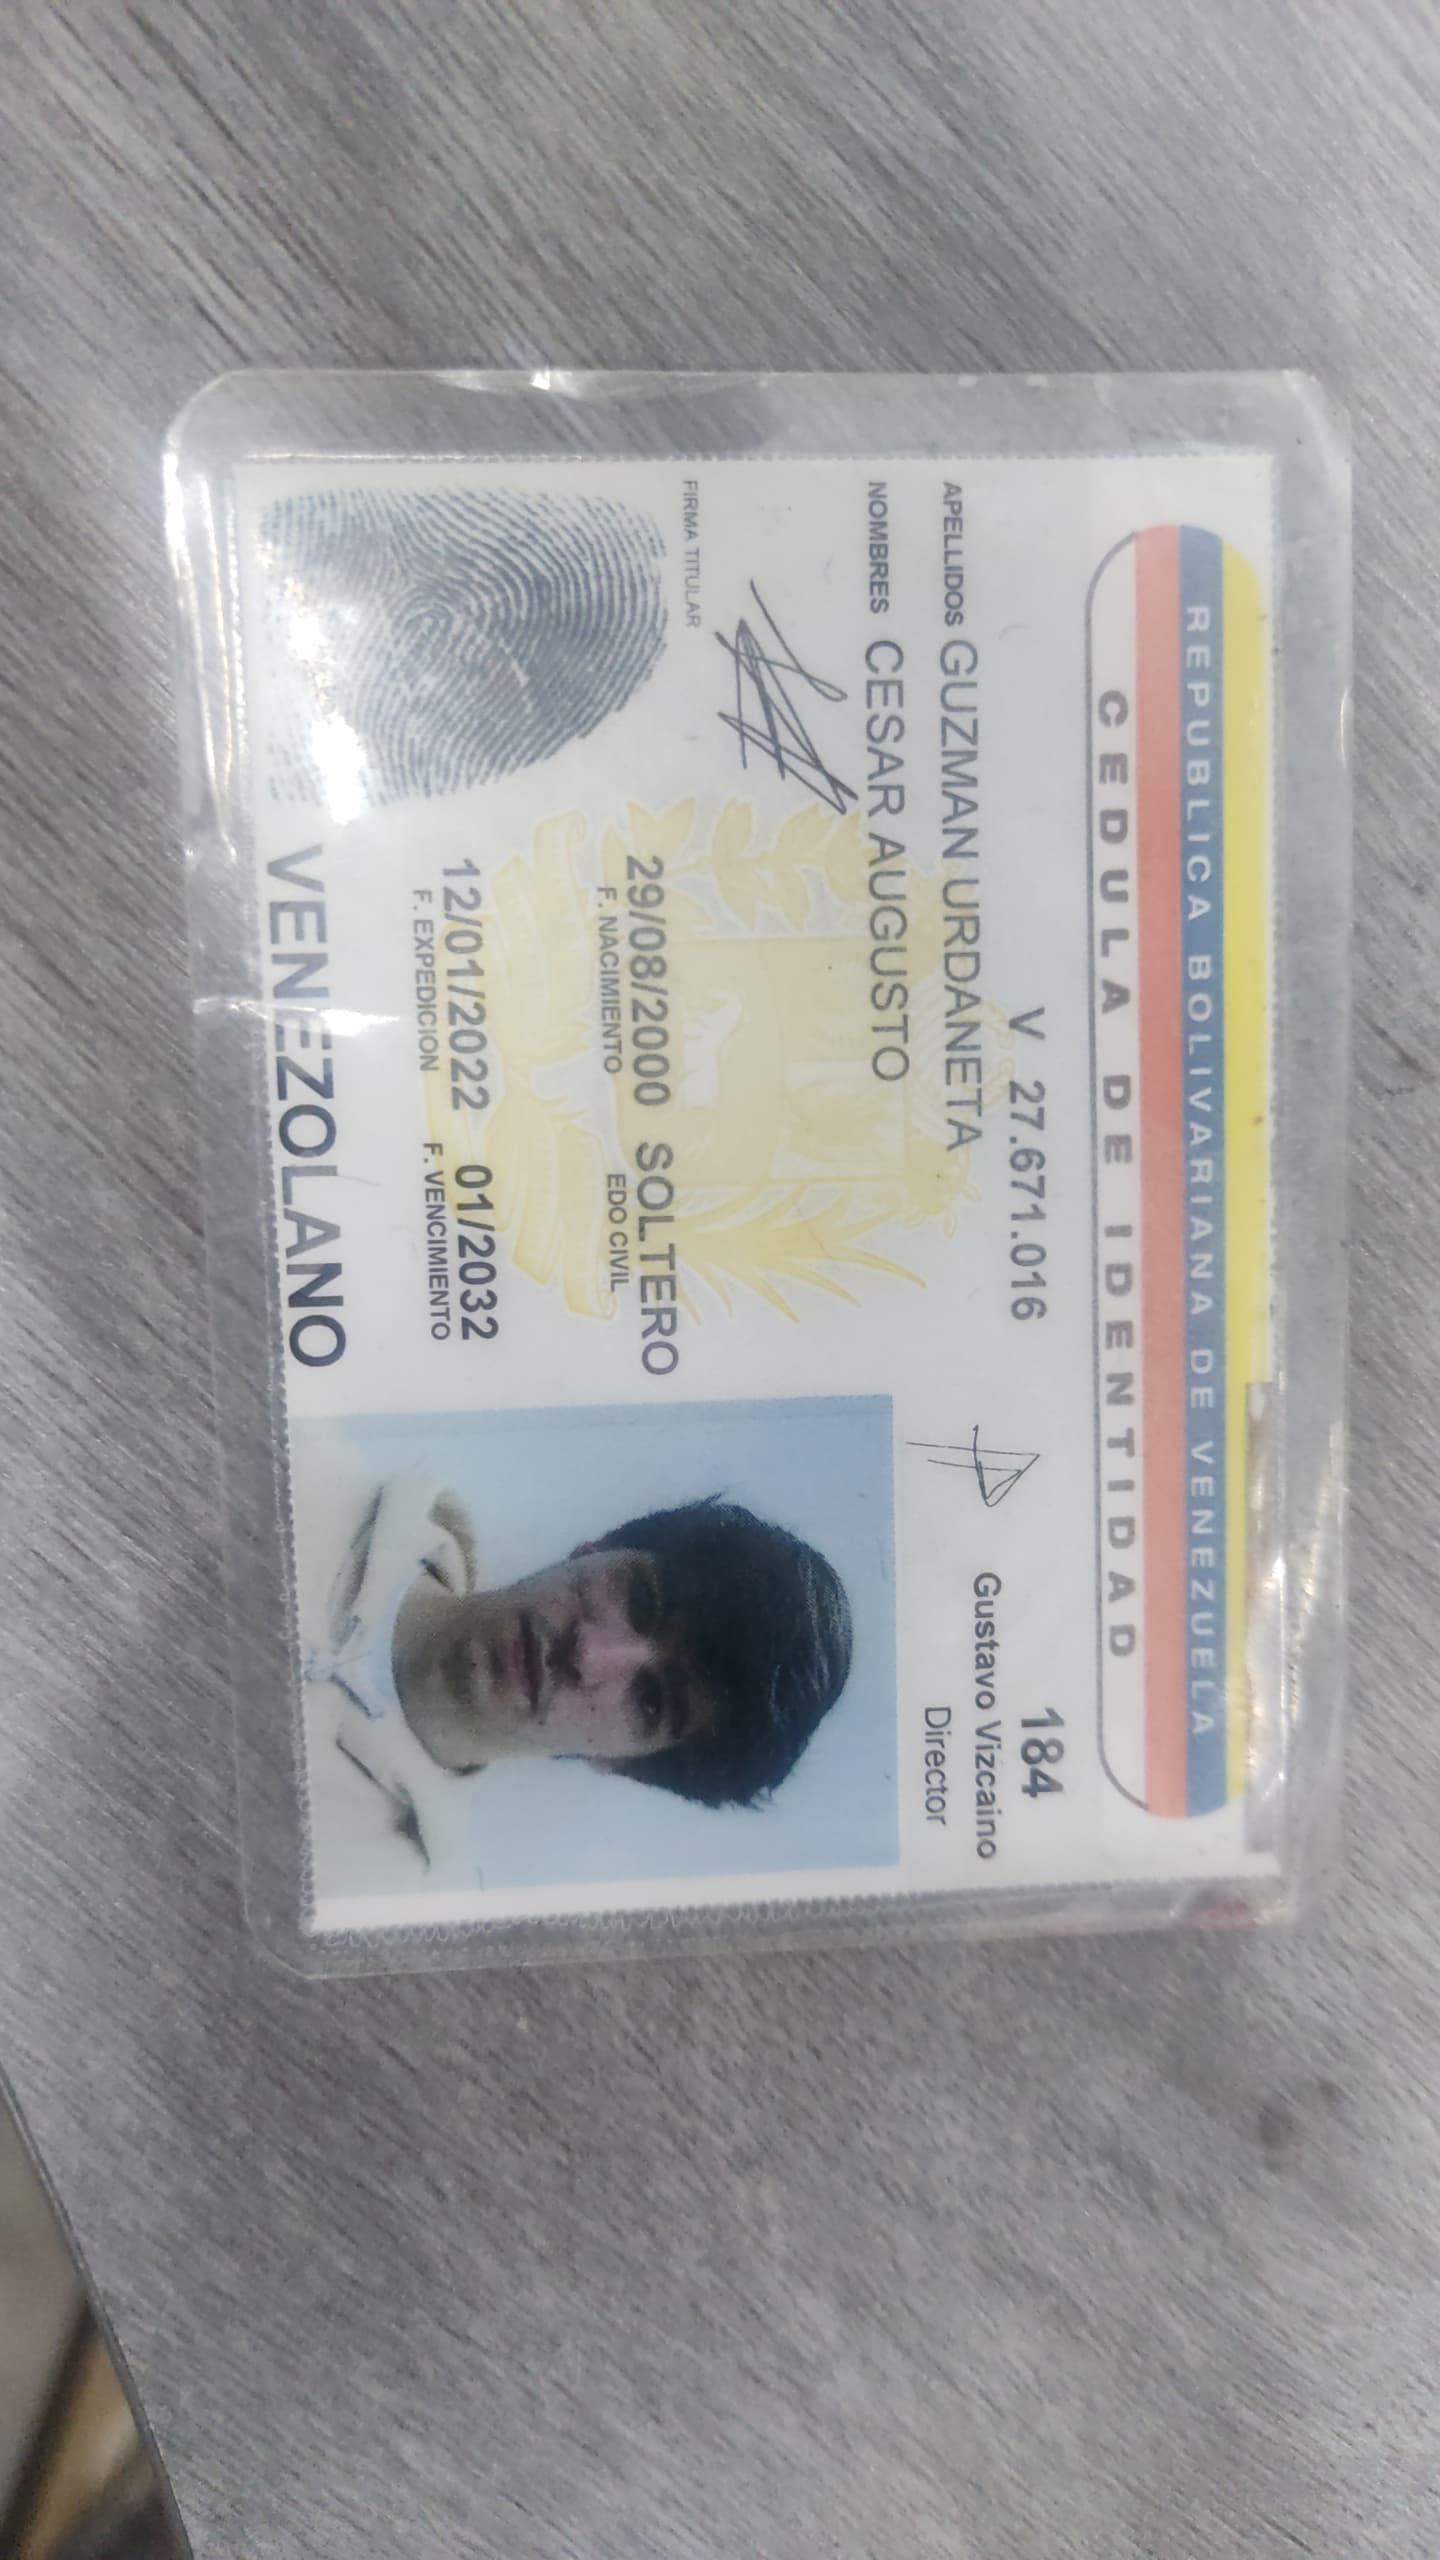 REPUBLICA BOLIVARIANA DE VENEZUELA
CEDULA DE IDENTIDAD
V 27.671.016
184
APELLIDOS GUZMAN URDANETA
Gustavo Vizcaino
NOMBRES CESAR AUGUSTO
Director
FIRMA TITULAR
29/08/2000 SOLTERO
F. NACIMIENTO EDO CIVIL
12/01/2022 01/2032
F. EXPEDICION F. VENCIMIENTO
VENEZOLANO